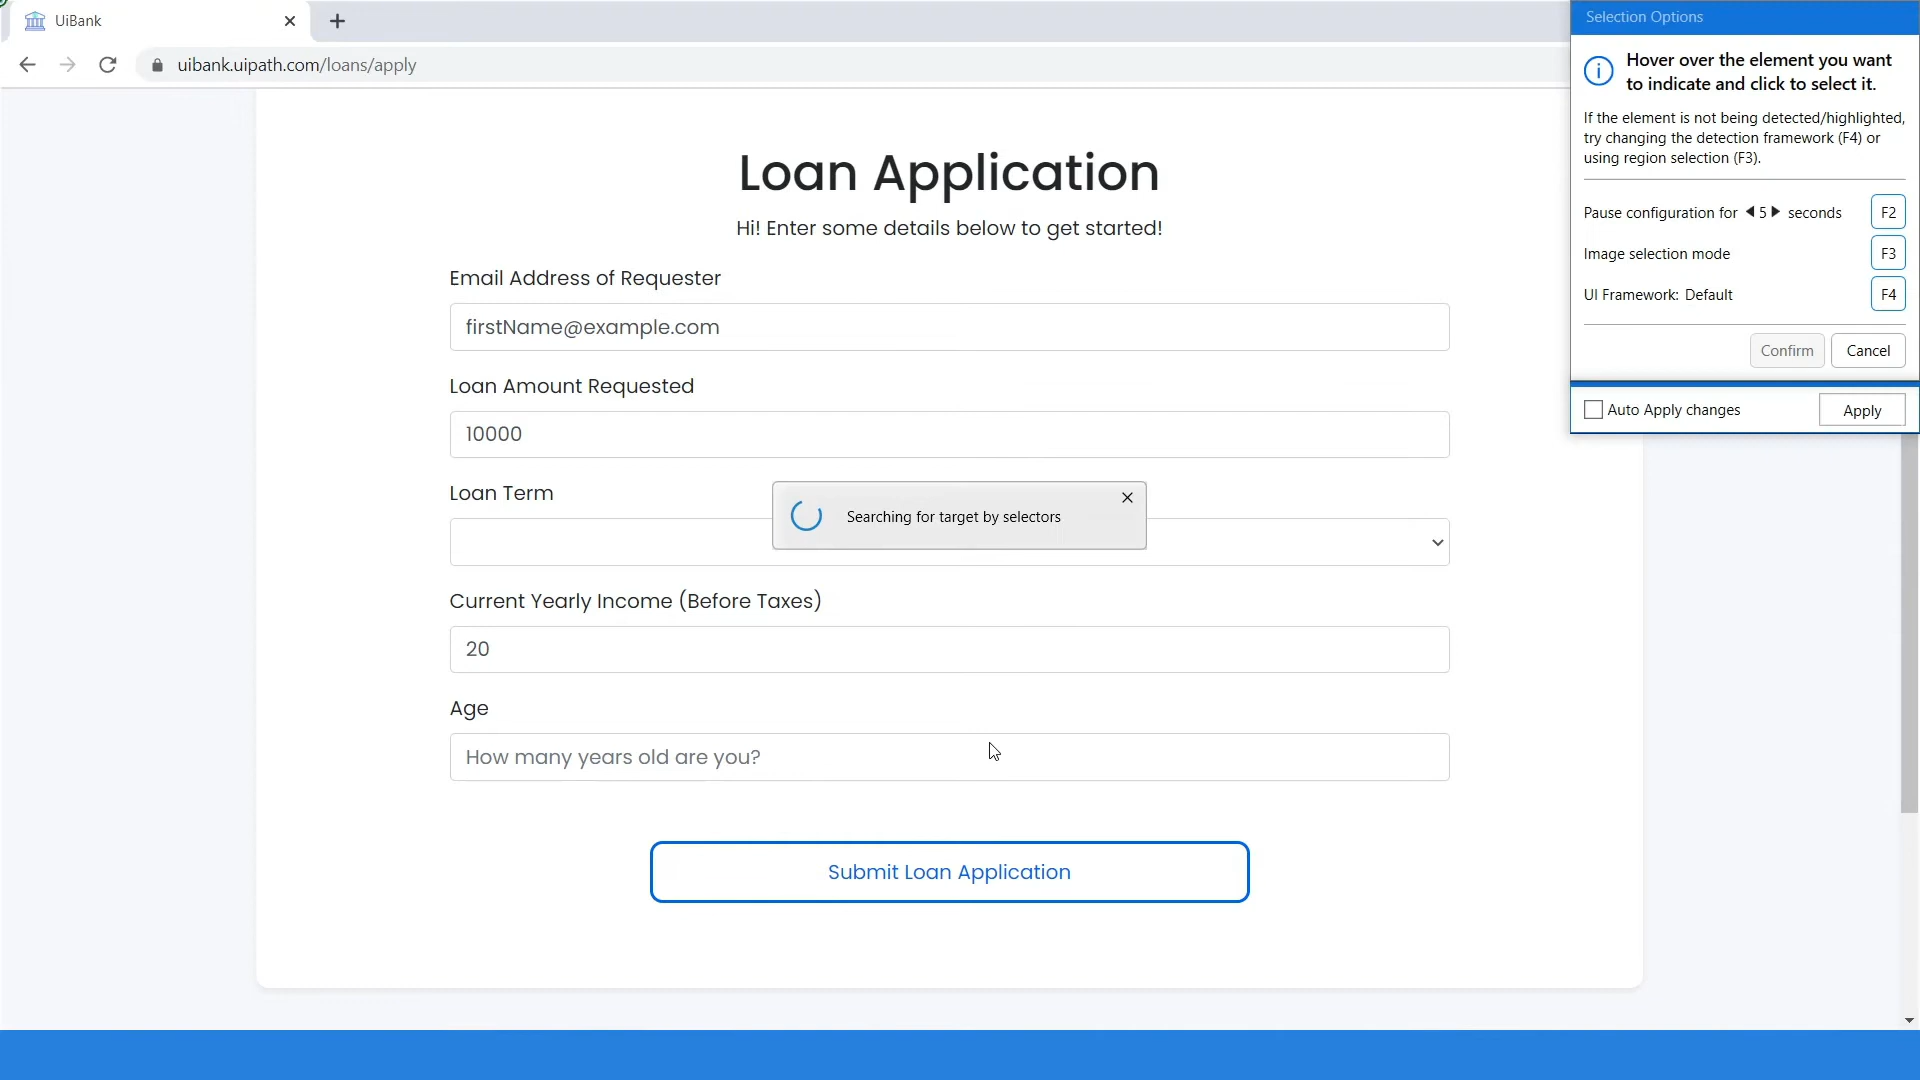 UiBank
uibank.uipath.com/loans/apply
Selection Options
Hover over the element you want
to indicate and click to select it.
If the element is not being detected/highlighted,
try changing the detection framework (F4) or
using region selection (F3).
Pause configuration for 5 seconds F2
Image selection mode F3
UI Framework: Default F4
Confirm Cancel
Auto Apply changes Apply
Loan Application
Hi! Enter some details below to get started!
Email Address of Requester
firstName@example.com
Loan Amount Requested
10000
Loan Term
Searching for target by selectors
Current Yearly Income (Before Taxes)
20
Age
How many years old are you?
Submit Loan Application